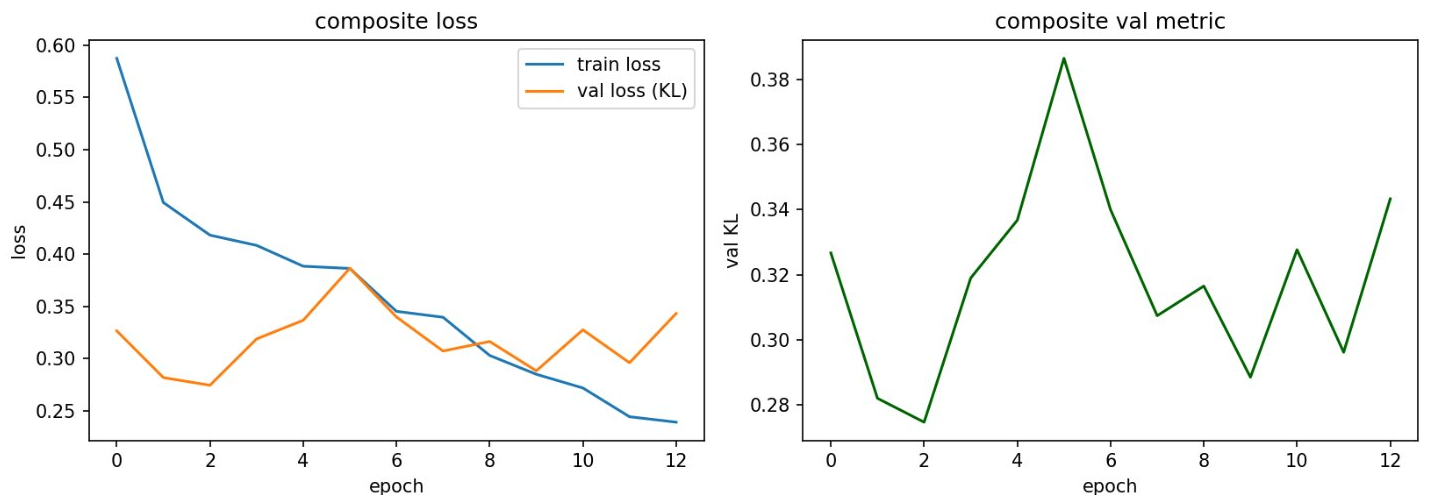 composite loss
0.60
0.55
0.50
0.45
0.40
0.35
0.30
0.25
loss
train loss
val loss (KL)
0 2 4 6 8 10 12
epoch
composite val metric
0.38
0.36
0.34
0.32
0.30
0.28
val KL
0 2 4 6 8 10 12
epoch